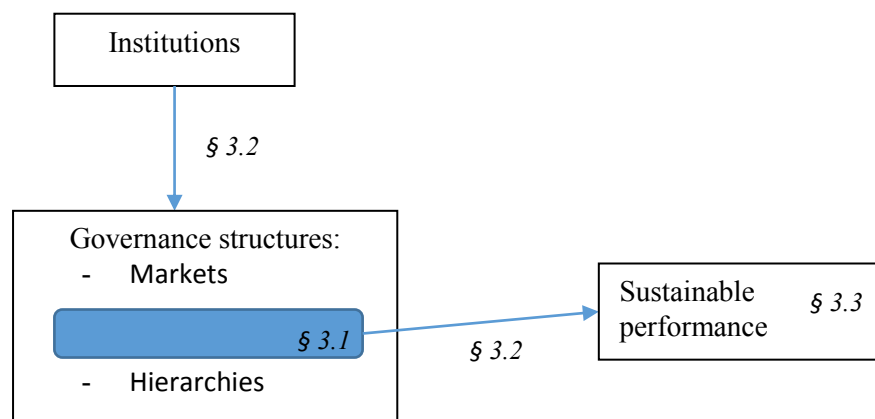 Institutions
§ 3.2
Governance structures:
- Markets
§ 3.1
- Hierarchies
§ 3.2
Sustainable § 3.3
performance